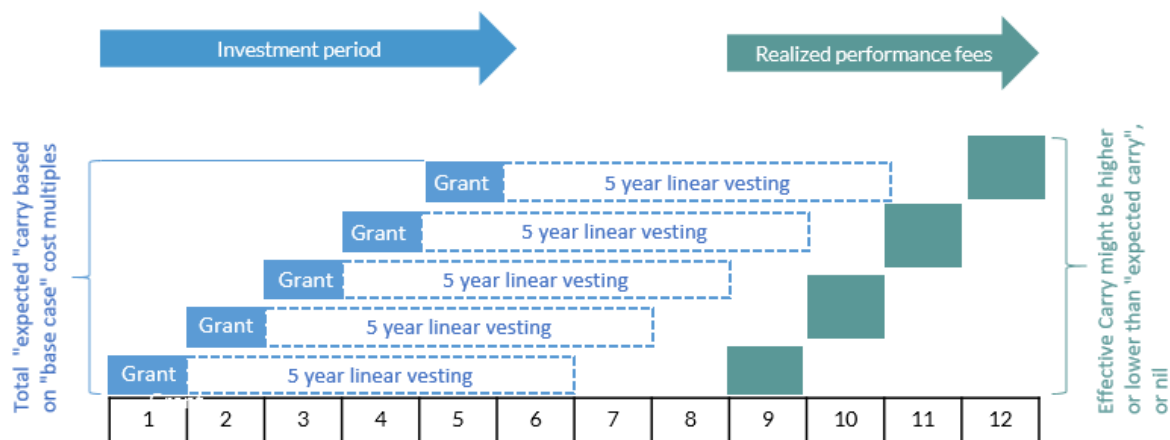 Investment period
Realized performance fees
Total "expected "carry based
on "base case" cost multiples
Grant
5 year linear vesting
Grant
5 year linear vesting
Grant
5 year linear vesting
Grant
5 year linear vesting
Grant
5 year linear vesting
Effective Carry might be higher
or lower than "expected carry",
or nil
1 2 3 4 5 6 7 8 9 10 11 12